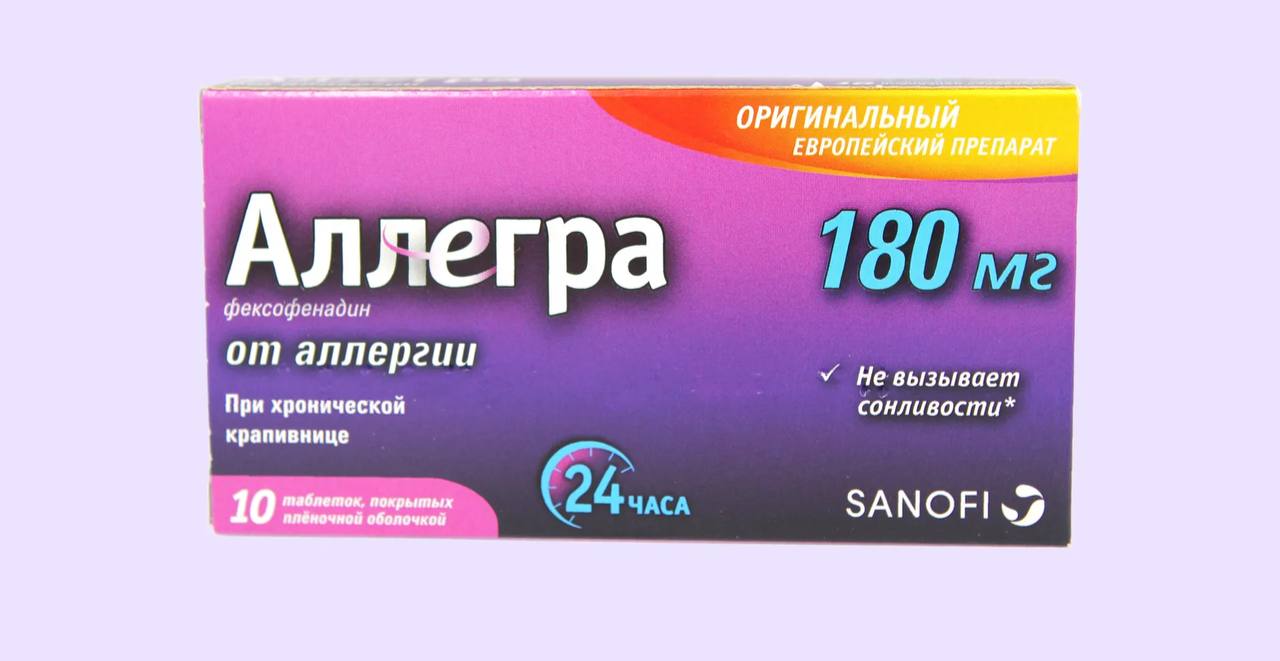 ОРИГИНАЛЬНЫЙ
ЕВРОПЕЙСКИЙ ПРЕПАРАТ
Аллегра
180 мг
фексофенадин
от аллергии
При хронической
крапивнице
✓ Не вызывает
сонливости*
10 таблеток, покрытых
плёночной оболочкой
24 ЧАСА
SANOFI